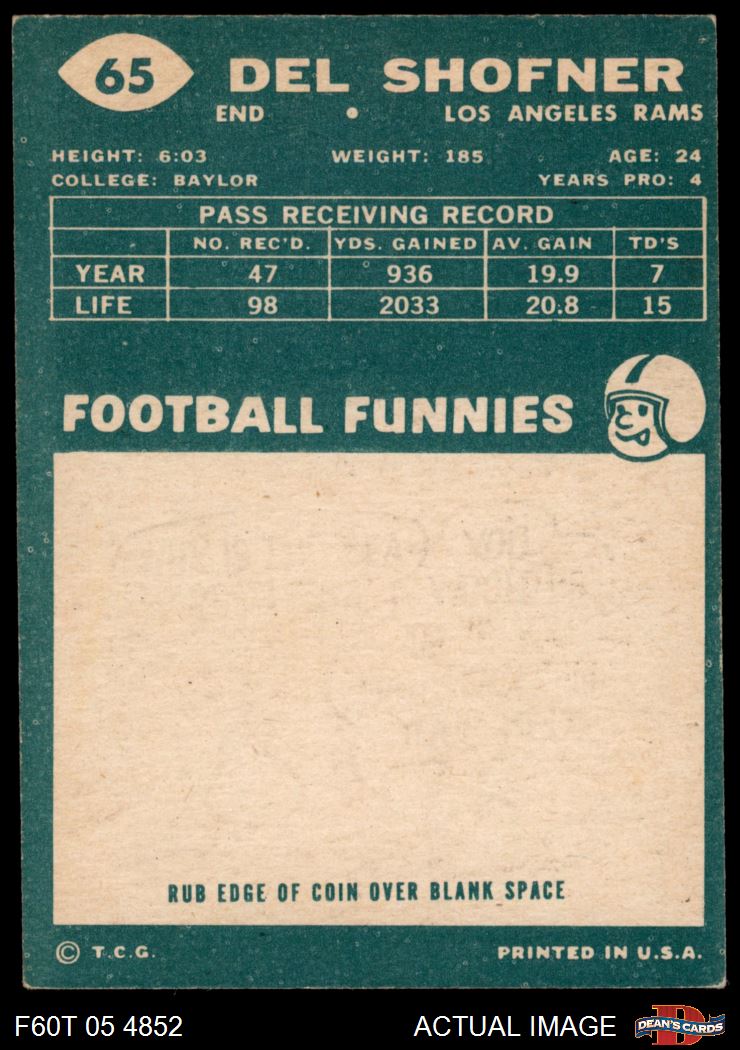 65
DEL SHOFNER
END • LOS ANGELES RAMS
HEIGHT: 6:03 WEIGHT: 185 AGE: 24
COLLEGE: BAYLOR YEARS PRO: 4
PASS RECEIVING RECORD
NO. REC'D. YDS. GAINED AV. GAIN TD'S
YEAR 47 936 19.9 7
LIFE 98 2033 20.8 15
FOOTBALL FUNNIES
RUB EDGE OF COIN OVER BLANK SPACE
© T.C.G. PRINTED IN U.S.A.
F60T 05 4852 ACTUAL IMAGE DEAN'S CARDS